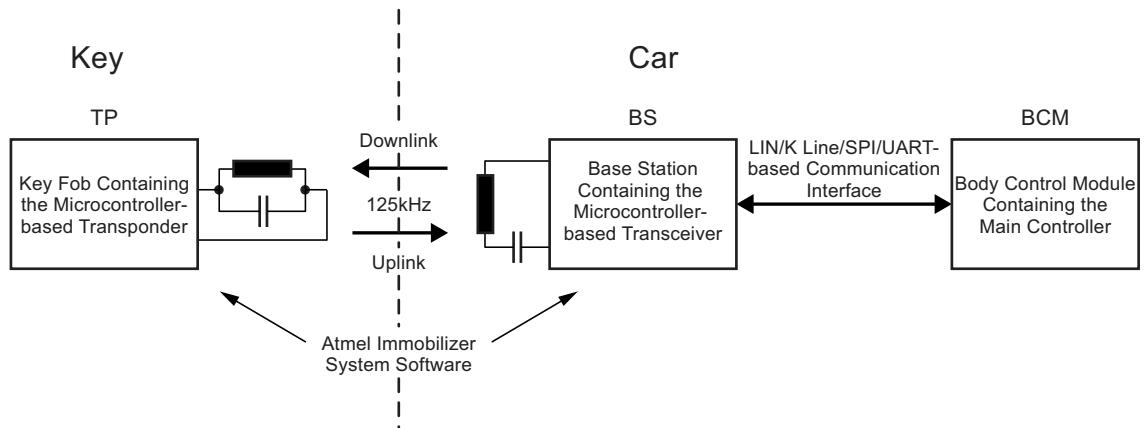 Key
Car
TP
BS
BCM
Key Fob Containing
the Microcontroller-
based Transponder
Downlink
125kHz
Uplink
Base Station
Containing the
Microcontroller-
based Transceiver
LIN/K Line/SPI/UART-
based Communication
Interface
Body Control Module
Containing the
Main Controller
Atmel Immobilizer
System Software